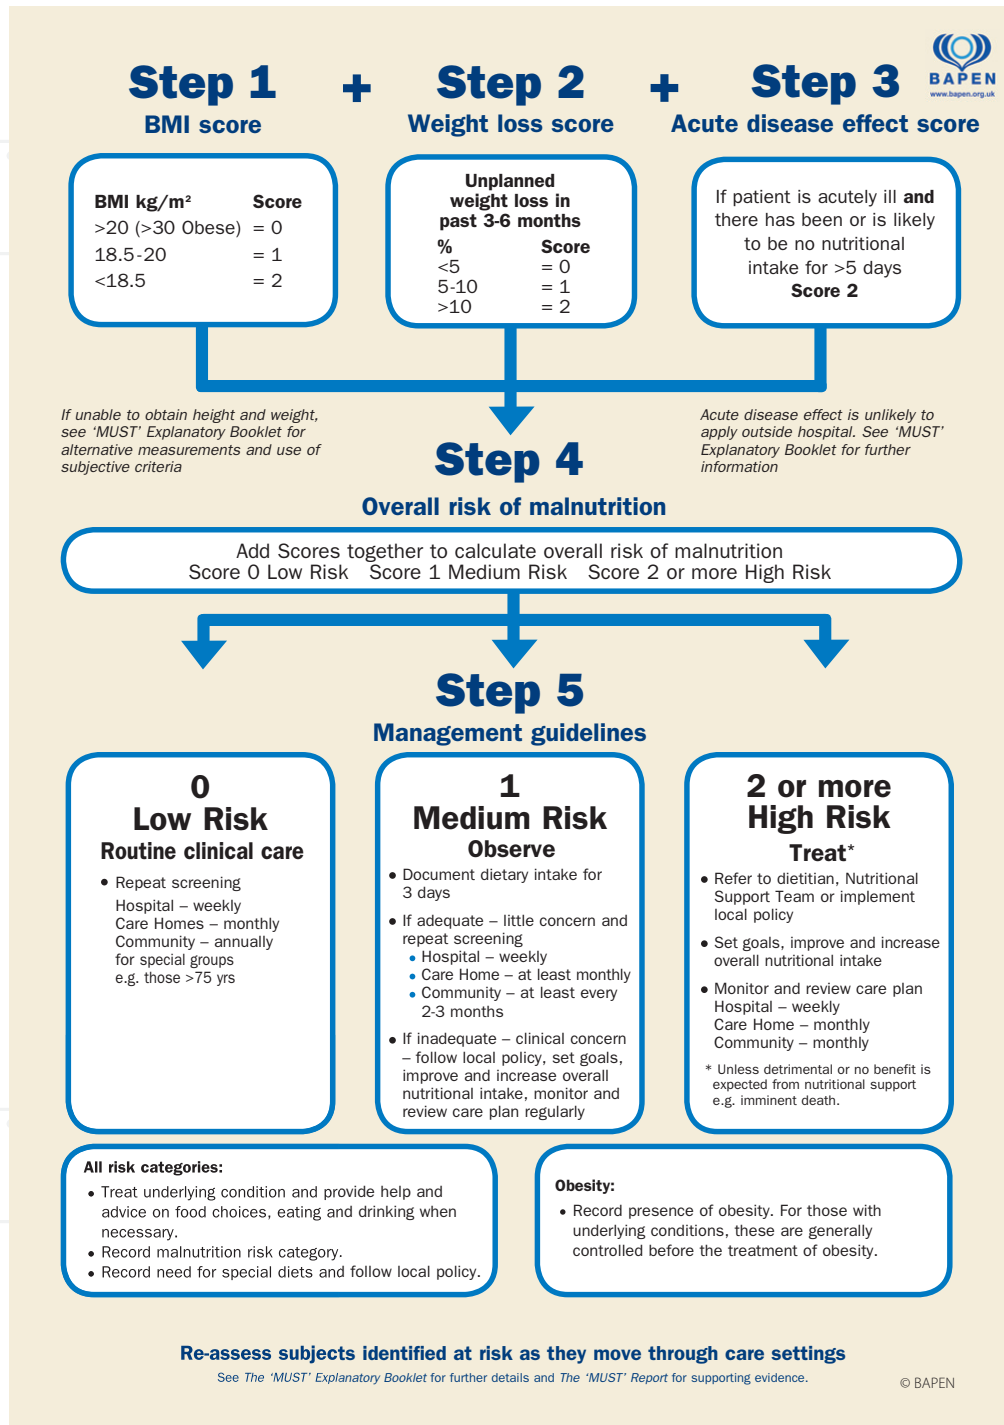 BAPEN
www.bapen.org.uk
Step 1 + Step 2 + Step 3
BMI score
Weight loss score
Acute disease effect score
BMI kg/m² Score
>20 (>30 Obese) = 0
18.5-20 = 1
<18.5 = 2
Unplanned
weight loss in
past 3-6 months
% Score
<5 = 0
5-10 = 1
>10 = 2
If patient is acutely ill and
there has been or is likely
to be no nutritional
intake for >5 days
Score 2
If unable to obtain height and weight,
see ‘MUST’ Explanatory Booklet for
alternative measurements and use of
subjective criteria
Acute disease effect is unlikely to
apply outside hospital. See ‘MUST’
Explanatory Booklet for further
information
Step 4
Overall risk of malnutrition
Add Scores together to calculate overall risk of malnutrition
Score 0 Low Risk Score 1 Medium Risk Score 2 or more High Risk
Step 5
Management guidelines
0
Low Risk
Routine clinical care
• Repeat screening
Hospital – weekly
Care Homes – monthly
Community – annually
for special groups
e.g. those >75 yrs
1
Medium Risk
Observe
• Document dietary intake for
3 days
• If adequate – little concern and
repeat screening
• Hospital – weekly
• Care Home – at least monthly
• Community – at least every
2-3 months
• If inadequate – clinical concern
– follow local policy, set goals,
improve and increase overall
nutritional intake, monitor and
review care plan regularly
2 or more
High Risk
Treat*
• Refer to dietitian, Nutritional
Support Team or implement
local policy
• Set goals, improve and increase
overall nutritional intake
• Monitor and review care plan
Hospital – weekly
Care Home – monthly
Community – monthly
* Unless detrimental or no benefit is
expected from nutritional support
e.g. imminent death.
All risk categories:
• Treat underlying condition and provide help and
advice on food choices, eating and drinking when
necessary.
• Record malnutrition risk category.
• Record need for special diets and follow local policy.
Obesity:
• Record presence of obesity. For those with
underlying conditions, these are generally
controlled before the treatment of obesity.
Re-assess subjects identified at risk as they move through care settings
See The ‘MUST’ Explanatory Booklet for further details and The ‘MUST’ Report for supporting evidence.
© BAPEN